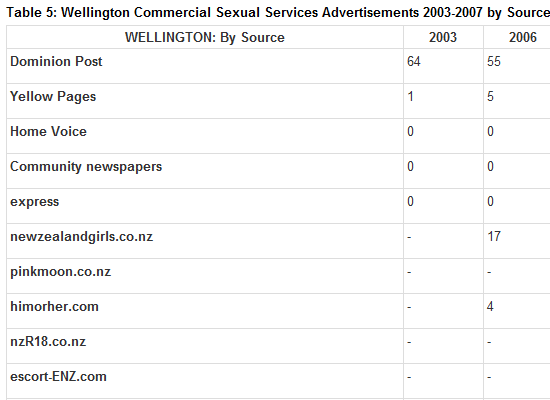 Table 5: Wellington Commercial Sexual Services Advertisements 2003-2007 by Source
WELLINGTON: By Source 2003 2006
Dominion Post 64 55
Yellow Pages 1 5
Home Voice 0 0
Community newspapers 0 0
express 0 0
newzealandgirls.co.nz - 17
pinkmoon.co.nz - -
himorher.com - 4
nzR18.co.nz - -
escort-ENZ.com - -